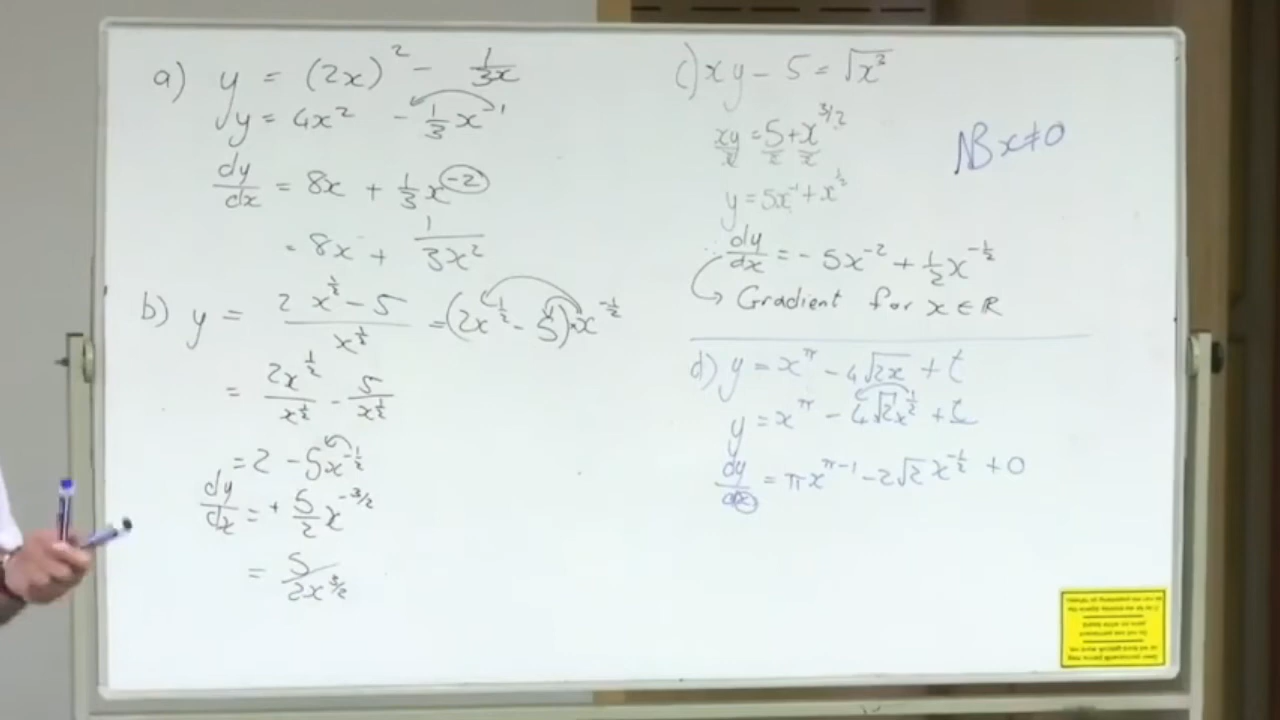 a) y = (2x)² - 1/3x
y = 4x² - 1/3 x⁻¹
dy/dx = 8x + 1/3 x⁻²
= 8x + 1/3x²
b) y = (2x^(1/2) - 5)/x^(1/2) = (2x^(1/2) - 5)·x^(-1/2)
= 2x^(1/2)/x^(1/2) - 5/x^(1/2)
= 2 - 5x^(-1/2)
dy/dx = + 5/2 x^(-3/2)
= 5/2x^(3/2)
c) xy - 5 = √x³
xy/x = 5/x + x^(3/2)/x
NB x≠0
y = 5x⁻¹ + x^(1/2)
∴ dy/dx = - 5x⁻² + 1/2 x^(-1/2)
Gradient for x ∈ ℝ
d) y = x^π - 4√2x + t
y = x^π - 4√2 x^(1/2) + t
dy/dx = πx^(π-1) - 2√2 x^(-1/2) + 0